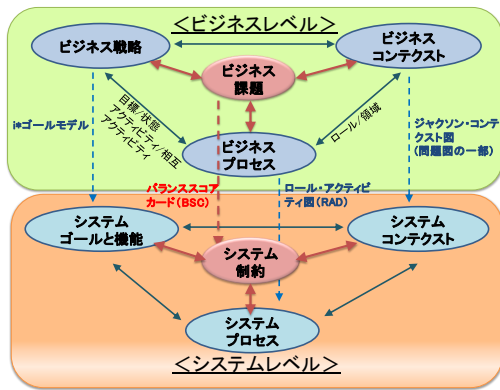 ＜ビジネスレベル＞
ビジネス戦略
ビジネス
コンテクスト
ビジネス
課題
i*ゴールモデル
目標/状態
アクティビティ/相互
アクティビティ
ロール/領域
ジャクソン・コンテ
クスト図
(問題図の一部)
ビジネス
プロセス
バランススコア
カード(BSC)
ロール・アクティビ
ティ図(RAD)
システム
ゴールと機能
システム
コンテクスト
システム
制約
システム
プロセス
＜システムレベル＞